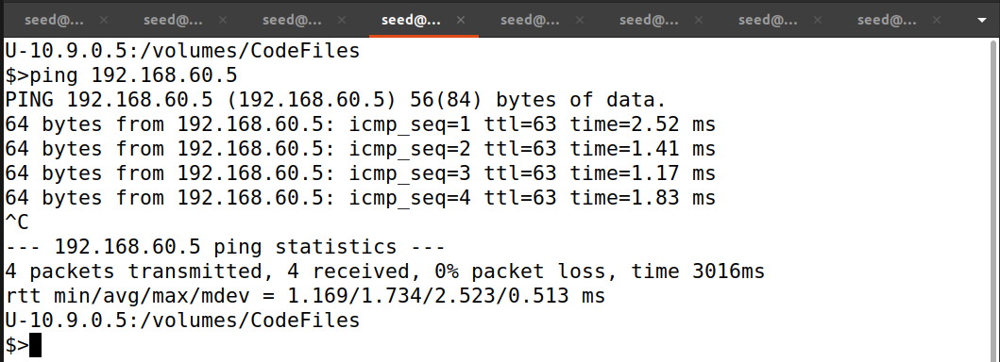 seed@... × seed@... × seed@... × seed@... × seed@... × seed@... × seed@... × seed@... ×
U-10.9.0.5:/volumes/CodeFiles
$>ping 192.168.60.5
PING 192.168.60.5 (192.168.60.5) 56(84) bytes of data.
64 bytes from 192.168.60.5: icmp_seq=1 ttl=63 time=2.52 ms
64 bytes from 192.168.60.5: icmp_seq=2 ttl=63 time=1.41 ms
64 bytes from 192.168.60.5: icmp_seq=3 ttl=63 time=1.17 ms
64 bytes from 192.168.60.5: icmp_seq=4 ttl=63 time=1.83 ms
^C
--- 192.168.60.5 ping statistics ---
4 packets transmitted, 4 received, 0% packet loss, time 3016ms
rtt min/avg/max/mdev = 1.169/1.734/2.523/0.513 ms
U-10.9.0.5:/volumes/CodeFiles
$>